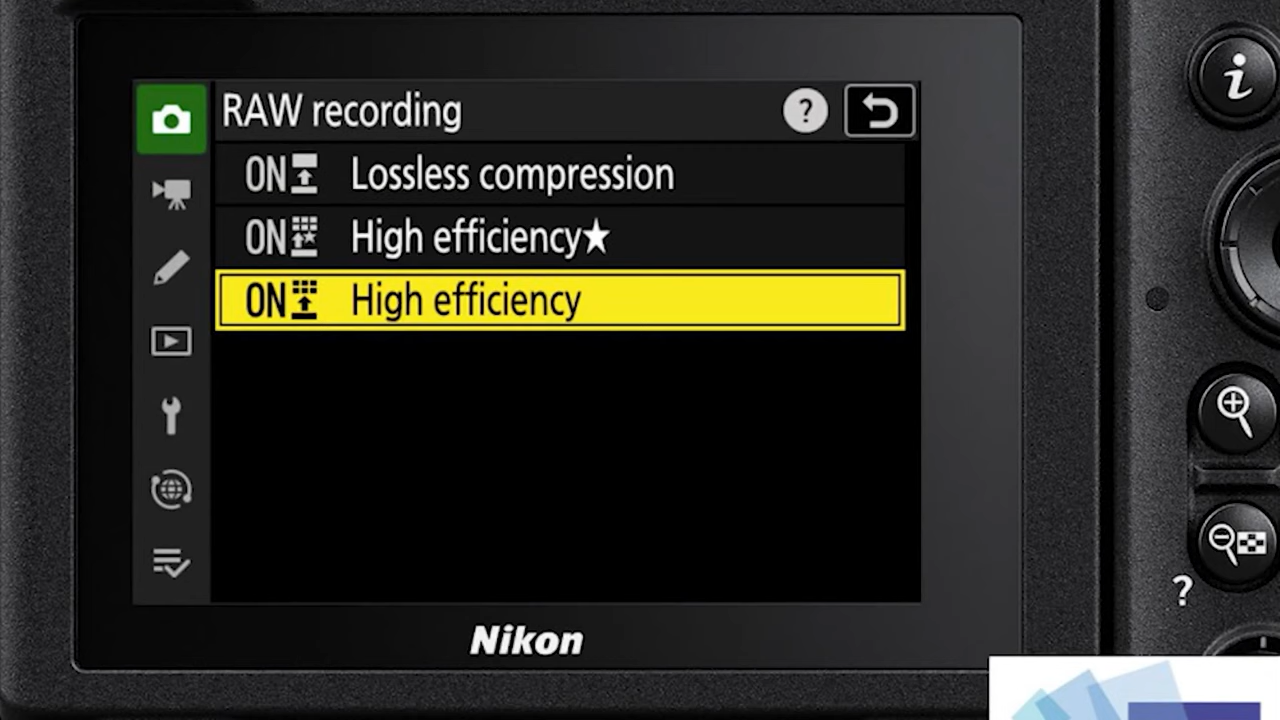 RAW recording
?
ON Lossless compression
ON High efficiency★
ON High efficiency
Nikon
i
?